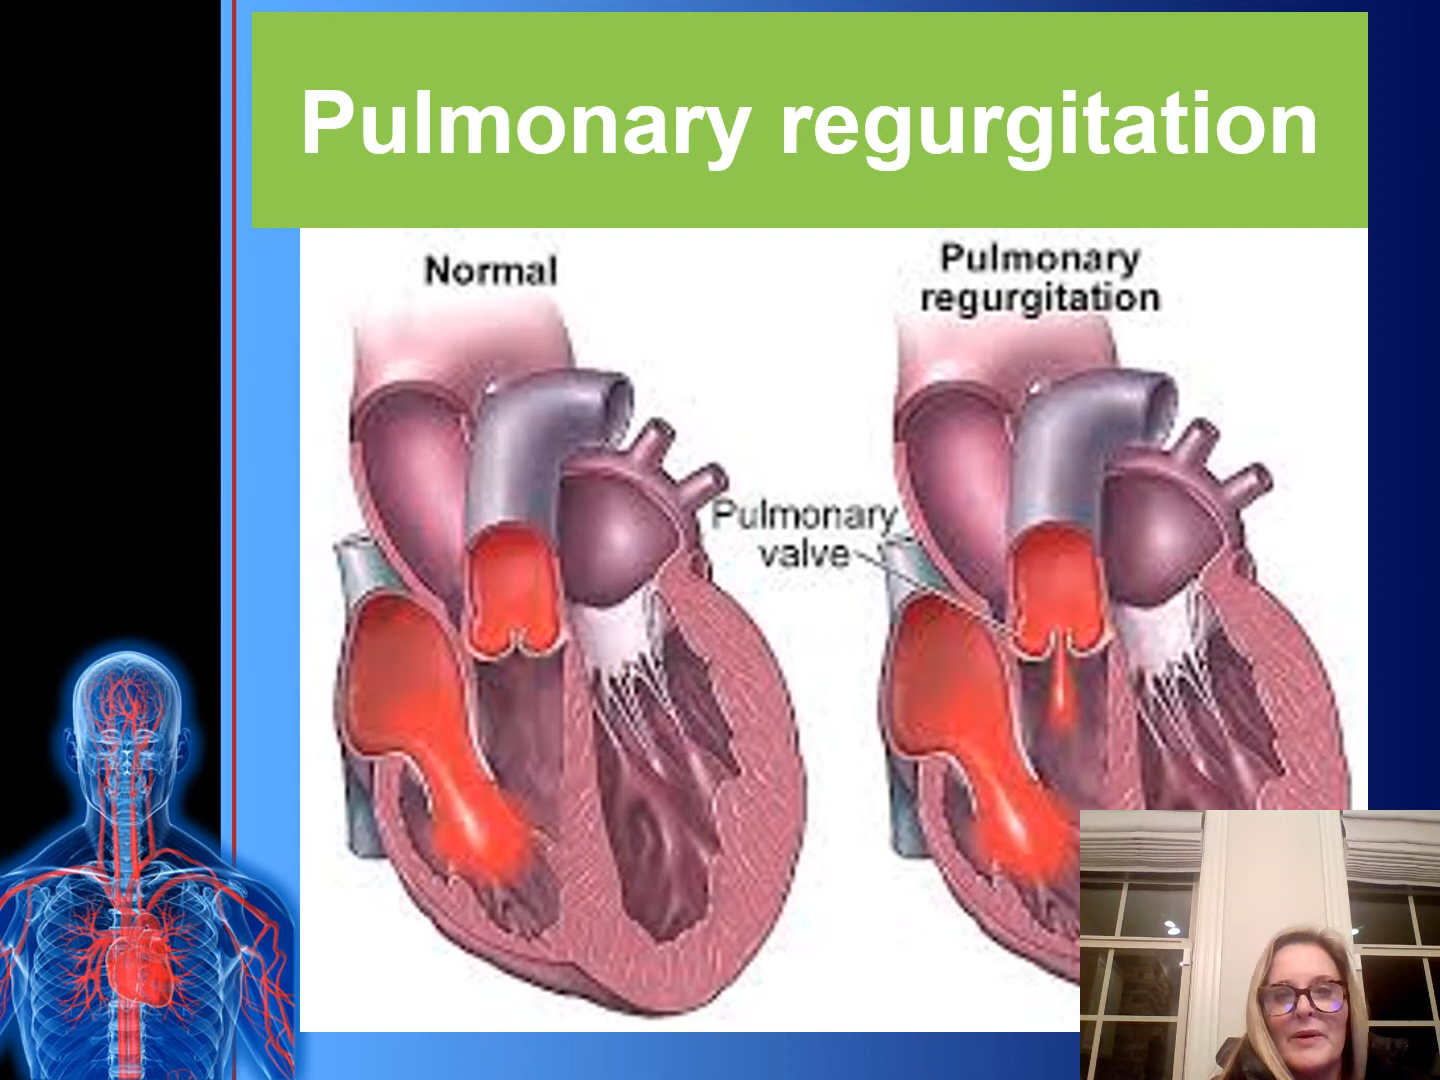 Pulmonary regurgitation
Normal
Pulmonary
regurgitation
Pulmonary
valve